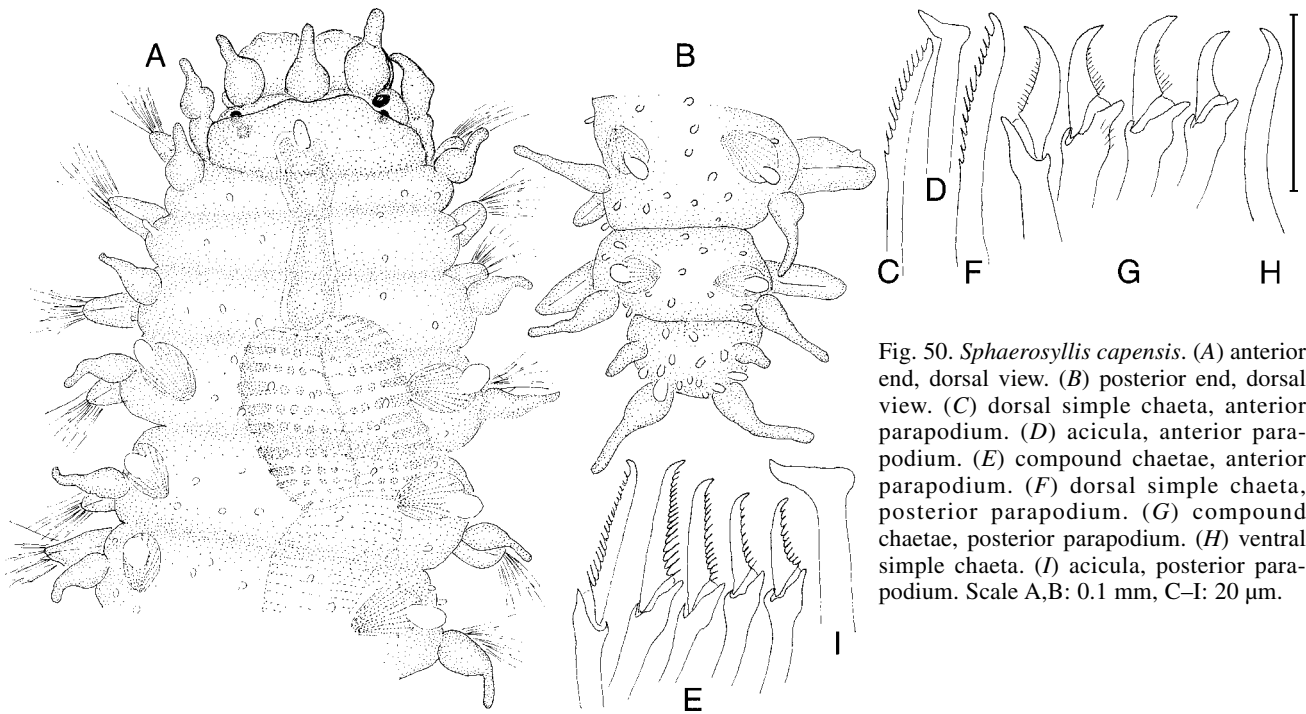 A
B
C
D
F
G
H
E
I
Fig. 50. Sphaerosyllis capensis. (A) anterior
end, dorsal view. (B) posterior end, dorsal
view. (C) dorsal simple chaeta, anterior
parapodium. (D) acicula, anterior para-
podium. (E) compound chaetae, anterior
parapodium. (F) dorsal simple chaeta,
posterior parapodium. (G) compound
chaetae, posterior parapodium. (H) ventral
simple chaeta. (I) acicula, posterior para-
podium. Scale A,B: 0.1 mm, C–I: 20 μm.